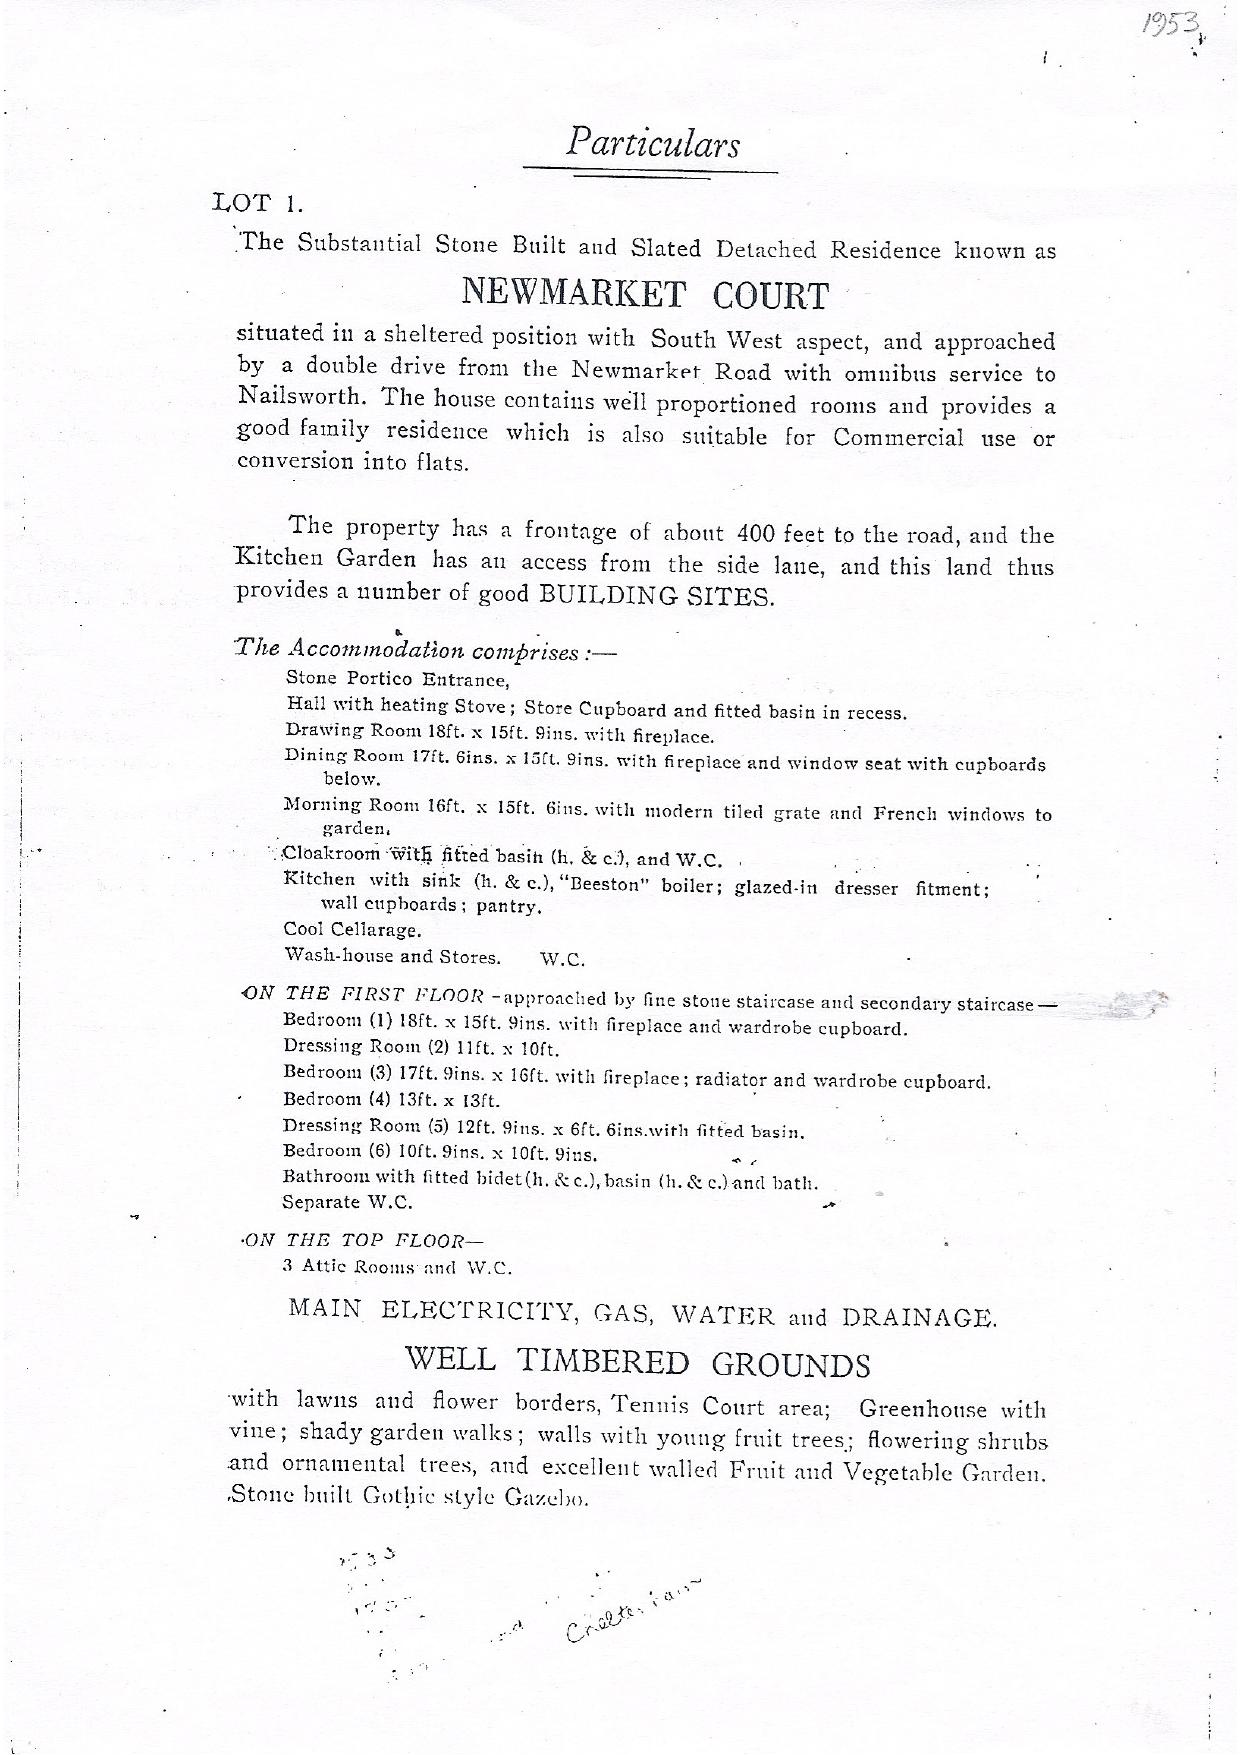 1953
Particulars
LOT 1.
The Substantial Stone Built and Slated Detached Residence known as
NEWMARKET COURT
situated in a sheltered position with South West aspect, and approached
by a double drive from the Newmarket Road with omnibus service to
Nailsworth. The house contains well proportioned rooms and provides a
good family residence which is also suitable for Commercial use or
conversion into flats.
The property has a frontage of about 400 feet to the road, and the
Kitchen Garden has an access from the side lane, and this land thus
provides a number of good BUILDING SITES.
The Accommodation comprises :—
Stone Portico Entrance,
Hall with heating Stove; Store Cupboard and fitted basin in recess.
Drawing Room 18ft. x 15ft. 9ins. with fireplace.
Dining Room 17ft. 6ins. x 15ft. 9ins. with fireplace and window seat with cupboards
below.
Morning Room 16ft. x 15ft. 6ins. with modern tiled grate and French windows to
garden.
Cloakroom with fitted basin (h. & c.), and W.C.
Kitchen with sink (h. & c.), "Beeston" boiler; glazed-in dresser fitment;
wall cupboards; pantry.
Cool Cellarage.
Wash-house and Stores. W.C.
ON THE FIRST FLOOR -approached by fine stone staircase and secondary staircase—
Bedroom (1) 18ft. x 15ft. 9ins. with fireplace and wardrobe cupboard.
Dressing Room (2) 11ft. x 10ft.
Bedroom (3) 17ft. 9ins. x 16ft. with fireplace; radiator and wardrobe cupboard.
Bedroom (4) 13ft. x 13ft.
Dressing Room (5) 12ft. 9ins. x 6ft. 6ins. with fitted basin.
Bedroom (6) 10ft. 9ins. x 10ft. 9ins.
Bathroom with fitted bidet (h. & c.), basin (h. & c.) and bath.
Separate W.C.
ON THE TOP FLOOR—
3 Attic Rooms and W.C.
MAIN ELECTRICITY, GAS, WATER and DRAINAGE.
WELL TIMBERED GROUNDS
with lawns and flower borders, Tennis Court area; Greenhouse with
vine; shady garden walks; walls with young fruit trees; flowering shrubs
and ornamental trees, and excellent walled Fruit and Vegetable Garden.
Stone built Gothic style Gazebo.